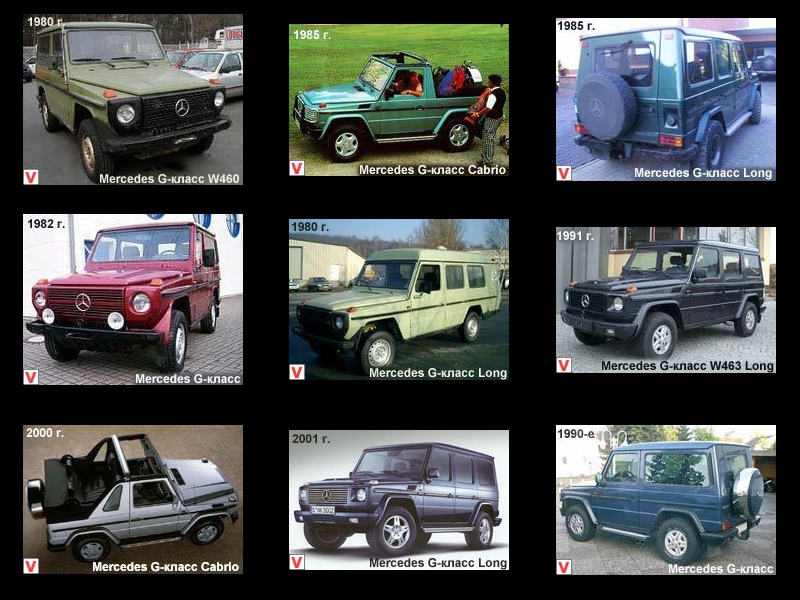 1980 г.
V
Mercedes G-класс W460
1985 г.
V
Mercedes G-класс Cabrio
1985 г.
V
Mercedes G-класс Long
1982 г.
V
Mercedes G-класс
1980 г.
V
Mercedes G-класс Long
1991 г.
V
Mercedes G-класс W463 Long
2000 г.
V
Mercedes G-класс Cabrio
2001 г.
V
Mercedes G-класс Long
1990-е
V
Mercedes G-класс